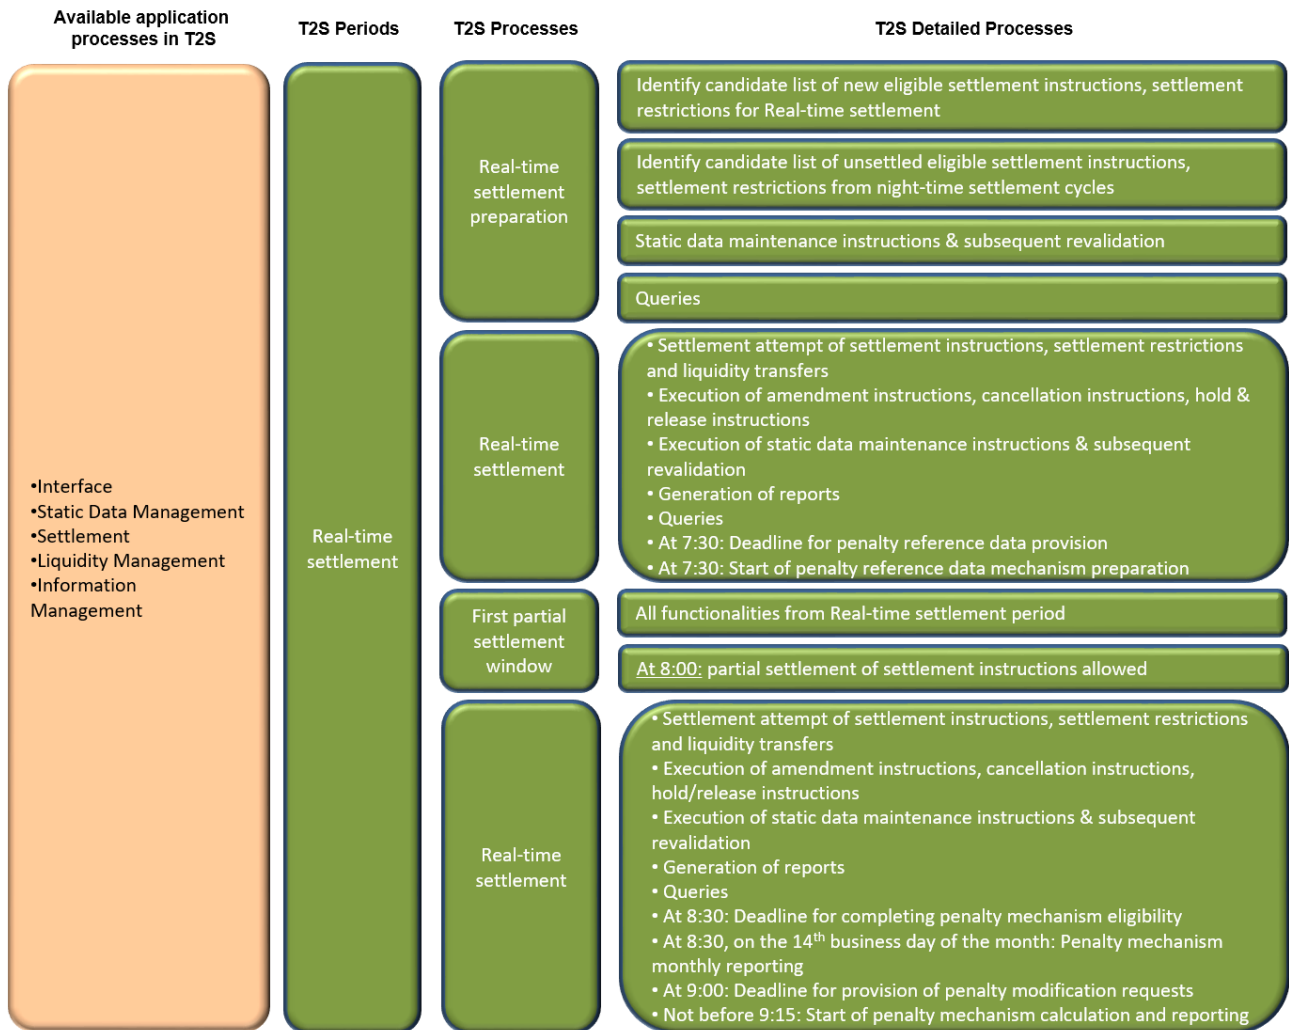 Available application
processes in T2S
T2S Periods
T2S Processes
T2S Detailed Processes
•Interface
•Static Data Management
•Settlement
•Liquidity Management
•Information
Management
Real-time
settlement
Real-time
settlement
preparation
Identify candidate list of new eligible settlement instructions, settlement
restrictions for Real-time settlement
Identify candidate list of unsettled eligible settlement instructions,
settlement restrictions from night-time settlement cycles
Static data maintenance instructions & subsequent revalidation
Queries
Real-time
settlement
• Settlement attempt of settlement instructions, settlement restrictions
and liquidity transfers
• Execution of amendment instructions, cancellation instructions, hold &
release instructions
• Execution of static data maintenance instructions & subsequent
revalidation
• Generation of reports
• Queries
• At 7:30: Deadline for penalty reference data provision
• At 7:30: Start of penalty reference data mechanism preparation
First partial
settlement
window
All functionalities from Real-time settlement period
At 8:00: partial settlement of settlement instructions allowed
Real-time
settlement
• Settlement attempt of settlement instructions, settlement restrictions
and liquidity transfers
• Execution of amendment instructions, cancellation instructions,
hold/release instructions
• Execution of static data maintenance instructions & subsequent
revalidation
• Generation of reports
• Queries
• At 8:30: Deadline for completing penalty mechanism eligibility
• At 8:30, on the 14th business day of the month: Penalty mechanism
monthly reporting
• At 9:00: Deadline for provision of penalty modification requests
• Not before 9:15: Start of penalty mechanism calculation and reporting